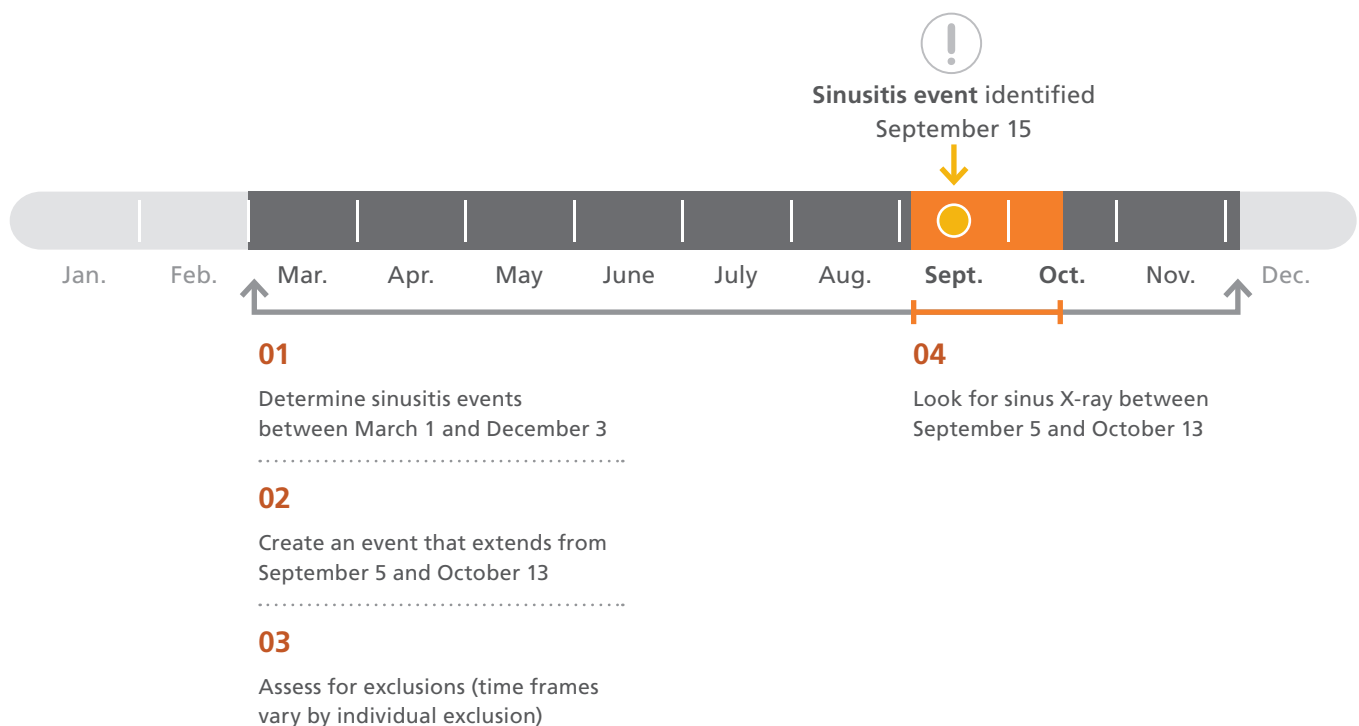 Sinusitis event identified
September 15
Jan. Feb. Mar. Apr. May June July Aug. Sept. Oct. Nov. Dec.
01
Determine sinusitis events
between March 1 and December 3
02
Create an event that extends from
September 5 and October 13
03
Assess for exclusions (time frames
vary by individual exclusion)
04
Look for sinus X-ray between
September 5 and October 13